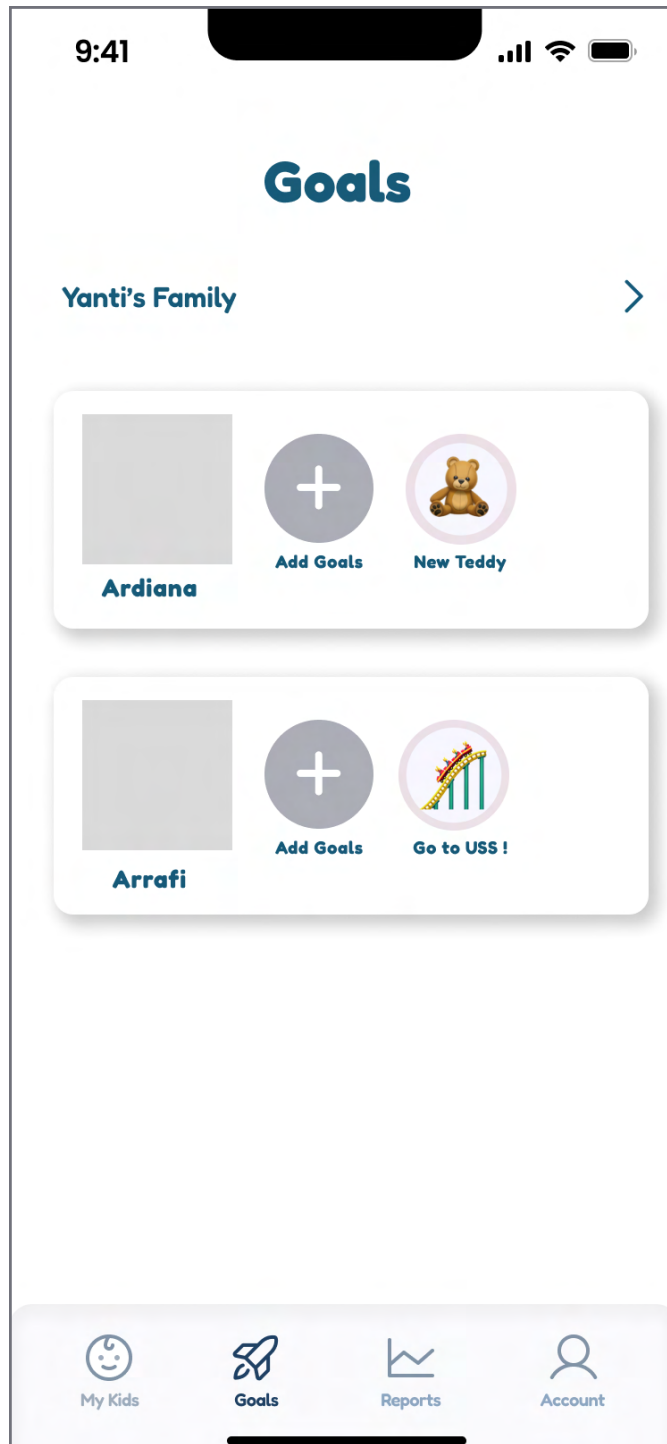 9:41
Goals
Yanti's Family
Add Goals
New Teddy
Ardiana
Add Goals
Go to USS !
Arrafi
My Kids
Goals
Reports
Account